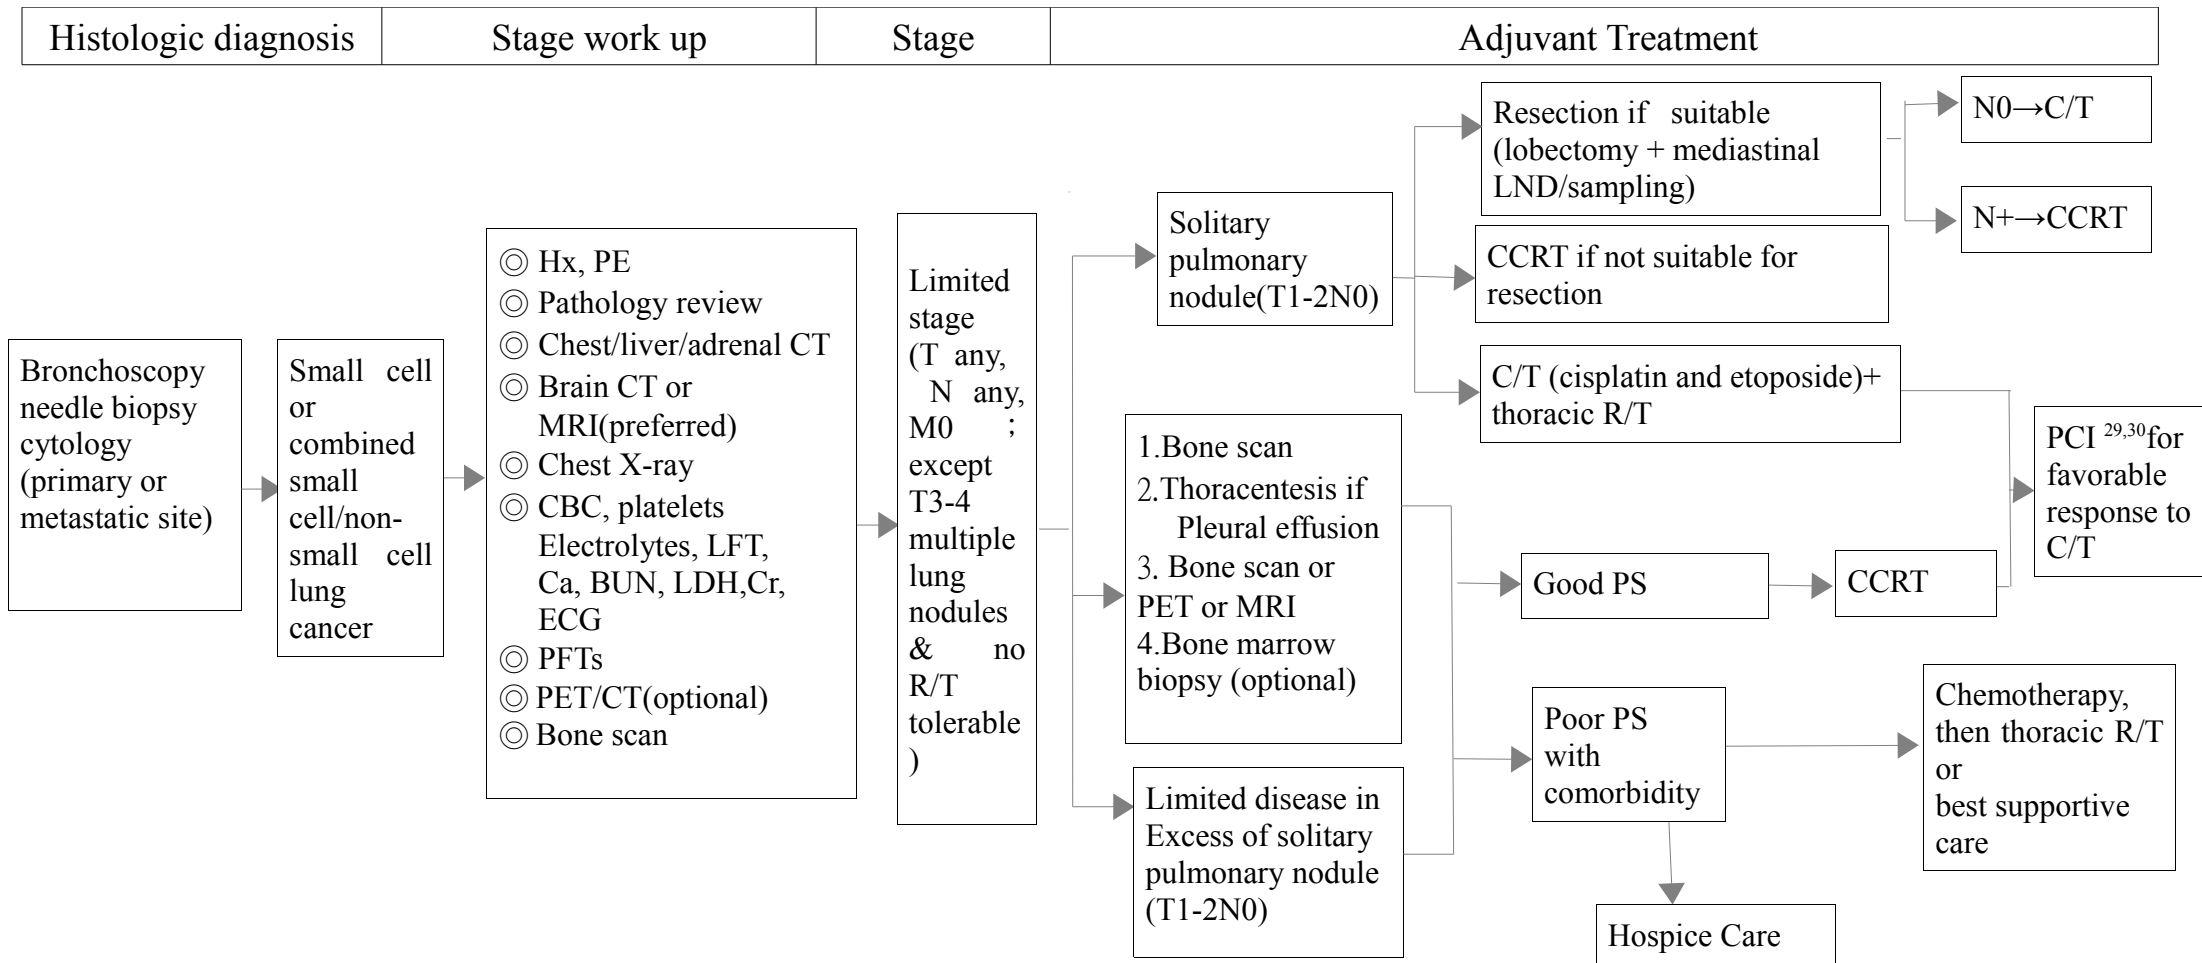 Histologic diagnosis
Stage work up
Stage
Adjuvant Treatment
Bronchoscopy
needle biopsy
cytology
(primary or
metastatic site)
Small cell
or
combined
small
cell/non-
small cell
lung
cancer
◎ Hx, PE
◎ Pathology review
◎ Chest/liver/adrenal CT
◎ Brain CT or
MRI(preferred)
◎ Chest X-ray
◎ CBC, platelets
Electrolytes, LFT,
Ca, BUN, LDH,Cr,
ECG
◎ PFTs
◎ PET/CT(optional)
◎ Bone scan
Limited
stage
(T any,
N any,
M0 ；
except
T3-4
multiple
lung
nodules
& no
R/T
tolerable
)
Solitary
pulmonary
nodule(T1-2N0)
1.Bone scan
2.Thoracentesis if
Pleural effusion
3. Bone scan or
PET or MRI
4.Bone marrow
biopsy (optional)
Limited disease in
Excess of solitary
pulmonary nodule
(T1-2N0)
Resection if suitable
(lobectomy + mediastinal
LND/sampling)
N0→C/T
N+→CCRT
CCRT if not suitable for
resection
C/T (cisplatin and etoposide)+
thoracic R/T
Good PS
CCRT
PCI 29,30for
favorable
response to
C/T
Poor PS
with
comorbidity
Chemotherapy,
then thoracic R/T
or
best supportive
care
Hospice Care